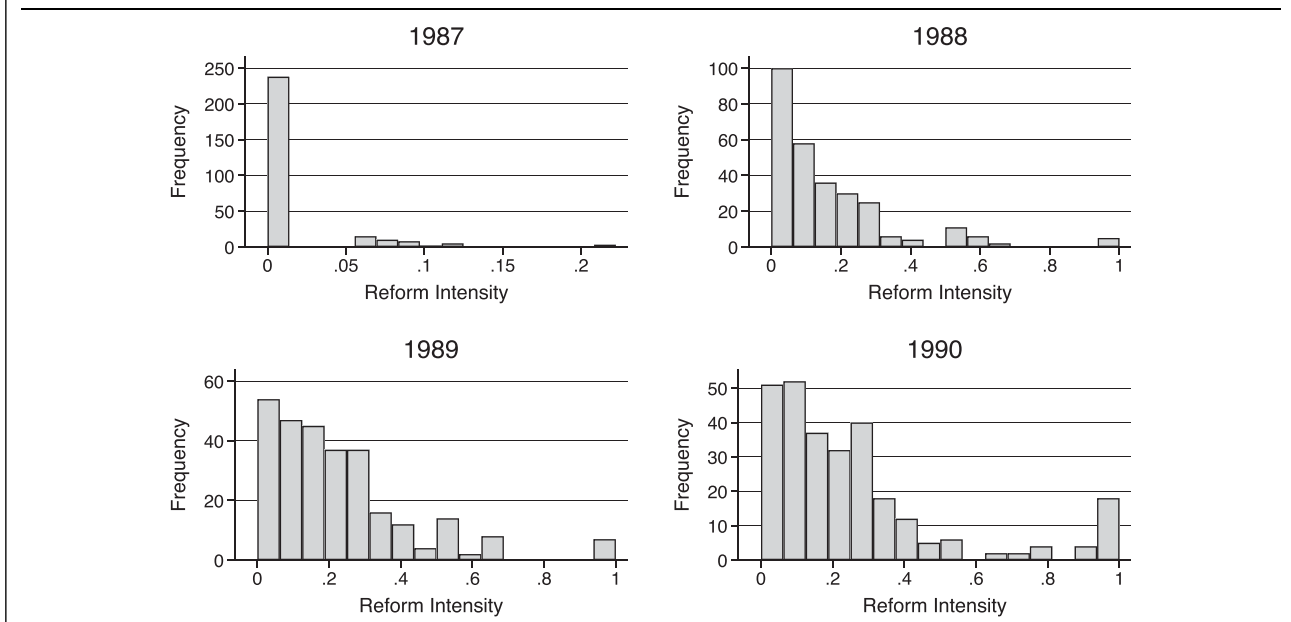 1987
Frequency
250
200
150
100
50
0
0 .05 .1 .15 .2
Reform Intensity
1988
Frequency
100
80
60
40
20
0
0 .2 .4 .6 .8 1
Reform Intensity
1989
Frequency
60
40
20
0
0 .2 .4 .6 .8 1
Reform Intensity
1990
Frequency
50
40
30
20
10
0
0 .2 .4 .6 .8 1
Reform Intensity